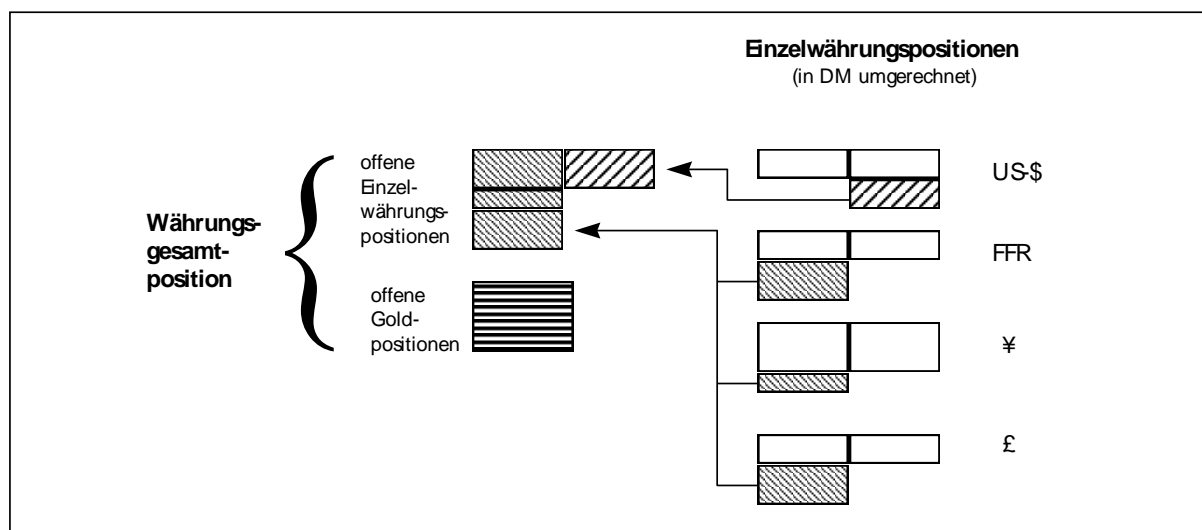 Einzelwährungspositionen
(in DM umgerechnet)
Währungs-
gesamt-
position
offene
Einzel-
währungs-
positionen
offene
Gold-
positionen
US-$
FFR
¥
£